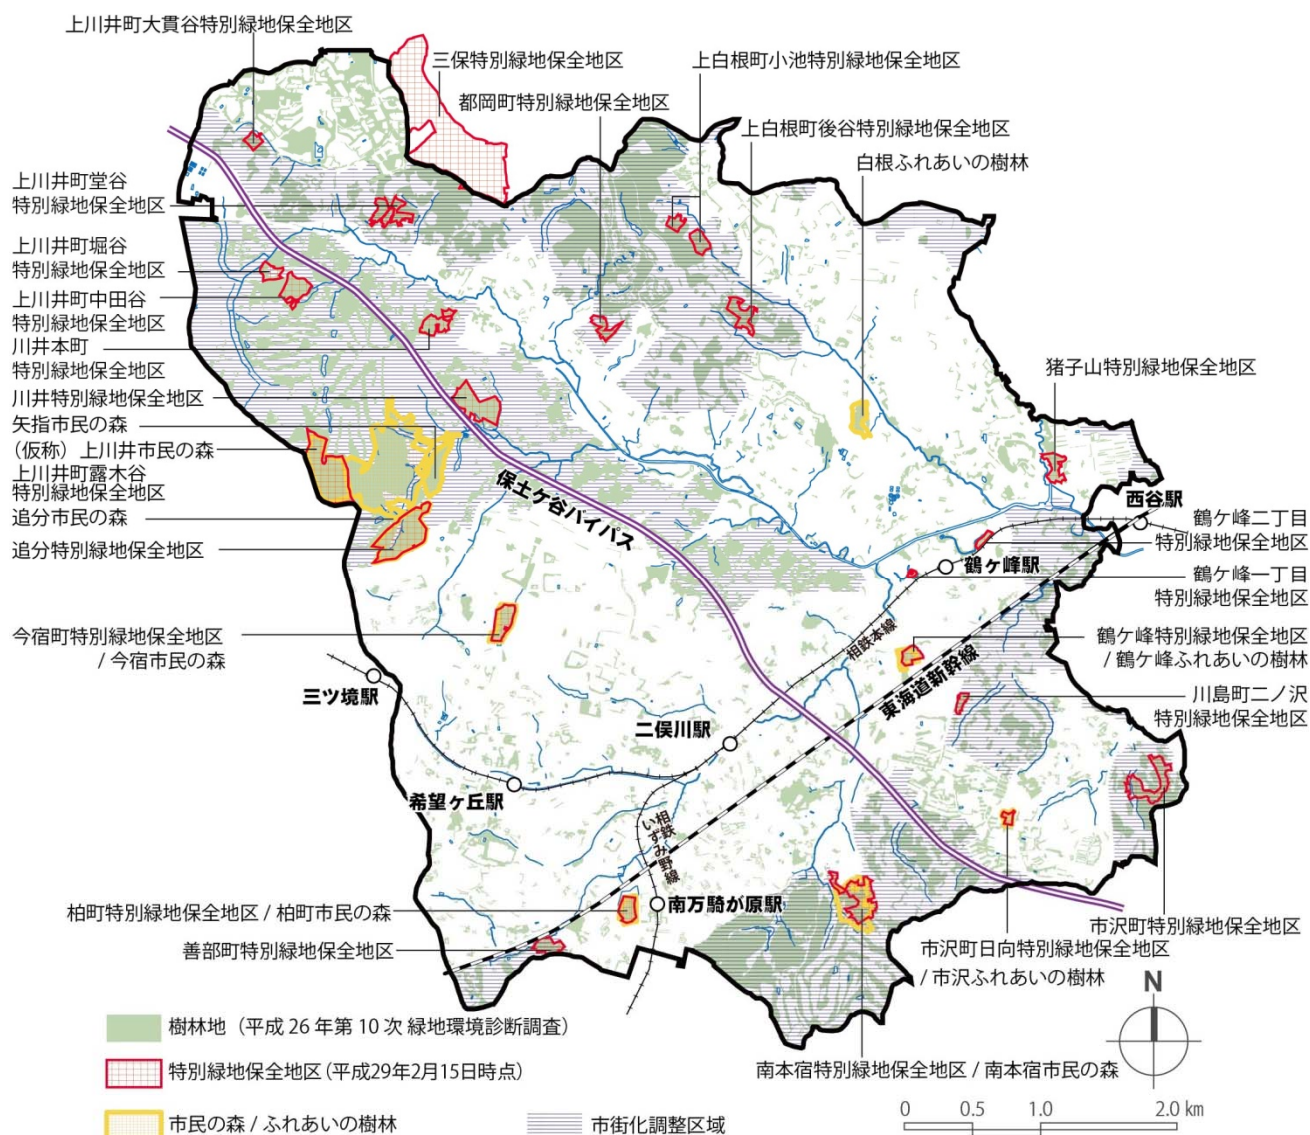 上川井町大貫谷特別緑地保全地区
三保特別緑地保全地区
上白根町小池特別緑地保全地区
都岡町特別緑地保全地区
上白根町後谷特別緑地保全地区
白根ふれあいの樹林
上川井町堂谷
特別緑地保全地区
上川井町堀谷
特別緑地保全地区
上川井町中田谷
特別緑地保全地区
川井本町
特別緑地保全地区
川井特別緑地保全地区
矢指市民の森
(仮称) 上川井市民の森
上川井町露木谷
特別緑地保全地区
追分市民の森
追分特別緑地保全地区
今宿町特別緑地保全地区
/ 今宿市民の森
猪子山特別緑地保全地区
保土ケ谷バイパス
西谷駅
鶴ケ峰二丁目
特別緑地保全地区
鶴ヶ峰駅
鶴ケ峰一丁目
特別緑地保全地区
相鉄本線
鶴ケ峰特別緑地保全地区
/ 鶴ケ峰ふれあいの樹林
東海道新幹線
川島町二ノ沢
特別緑地保全地区
三ツ境駅
二俣川駅
希望ヶ丘駅
相鉄
いずみ野線
南万騎が原駅
柏町特別緑地保全地区 / 柏町市民の森
善部町特別緑地保全地区
市沢町特別緑地保全地区
市沢町日向特別緑地保全地区
/ 市沢ふれあいの樹林
南本宿特別緑地保全地区 / 南本宿市民の森
N
樹林地 (平成 26 年第 10 次 緑地環境診断調査)
特別緑地保全地区 (平成29年2月15日時点)
市民の森 / ふれあいの樹林
市街化調整区域
0 0.5 1.0 2.0 km